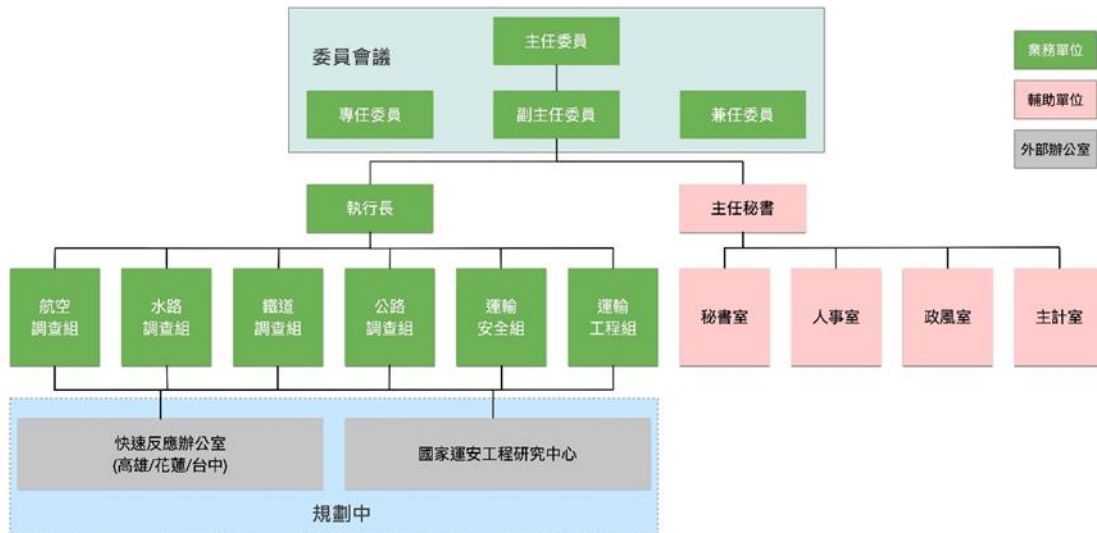 委員會議
主任委員
專任委員
副主任委員
兼任委員
業務單位
輔助單位
外部辦公室
執行長
主任秘書
航空
調查組
水路
調查組
鐵道
調查組
公路
調查組
運輸
安全組
運輸
工程組
秘書室
人事室
政風室
主計室
快速反應辦公室
(高雄/花蓮/台中)
國家運安工程研究中心
規劃中